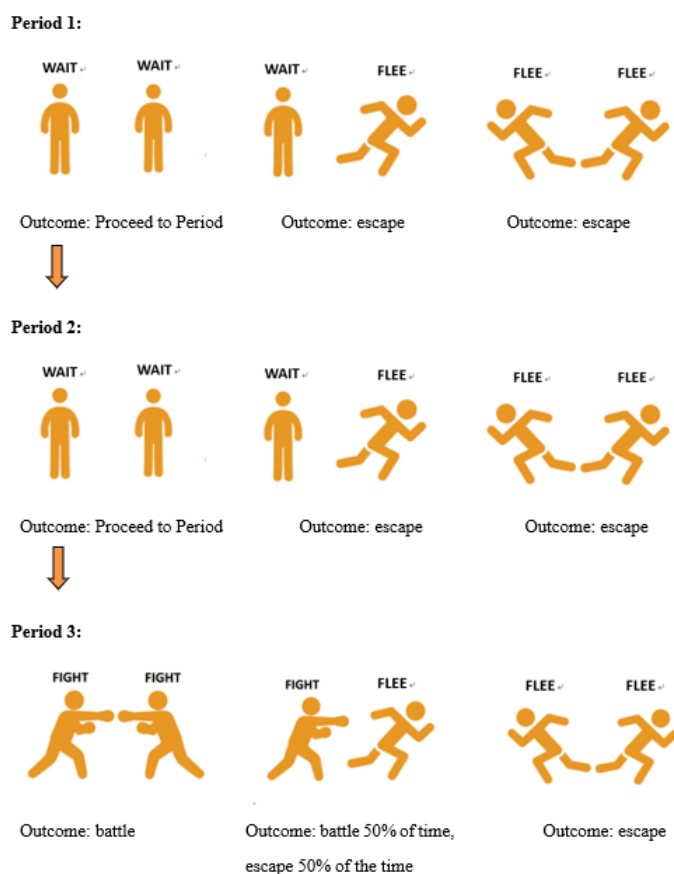 Period 1:
WAIT WAIT WAIT FLEE FLEE FLEE
Outcome: Proceed to Period Outcome: escape Outcome: escape
Period 2:
WAIT WAIT WAIT FLEE FLEE FLEE
Outcome: Proceed to Period Outcome: escape Outcome: escape
Period 3:
FIGHT FIGHT FIGHT FLEE FLEE FLEE
Outcome: battle Outcome: battle 50% of time, Outcome: escape
escape 50% of the time